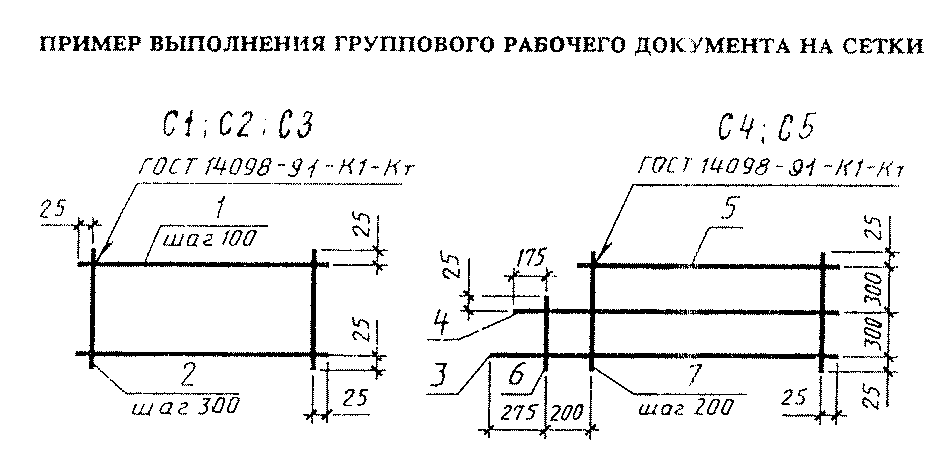 ПРИМЕР ВЫПОЛНЕНИЯ ГРУППОВОГО РАБОЧЕГО ДОКУМЕНТА НА СЕТКИ
С1; С2; С3
ГОСТ 14098-91-К1-Кт
25
1
шаг 100
25
25
2
шаг 300
25
С4; С5
ГОСТ 14098-91-К1-Кт
5
25
175
25
300
4
300
3
6
7
шаг 200
275
200
25
25